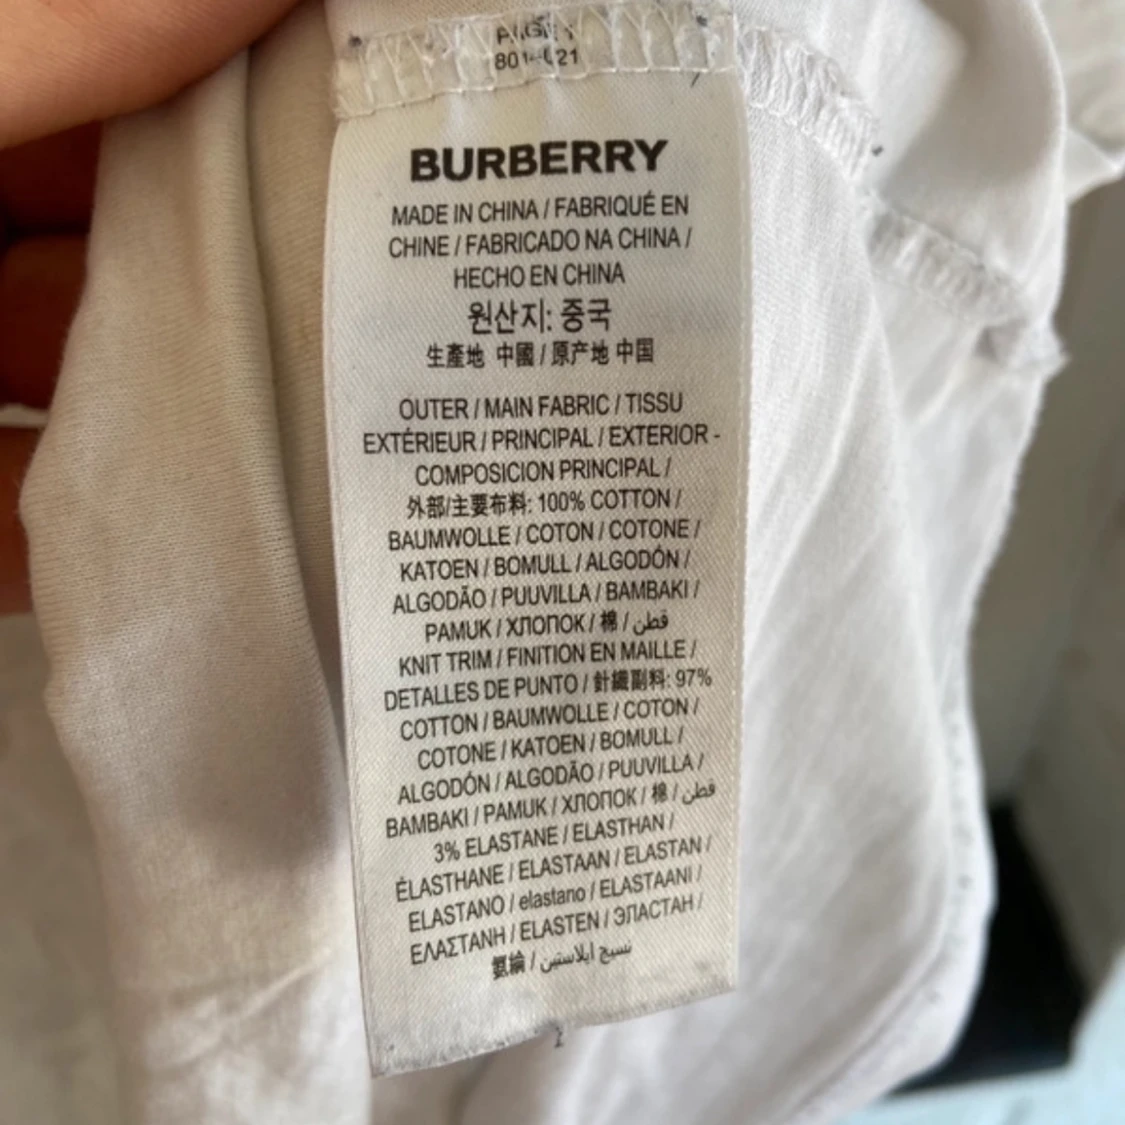 PAGE 1
BURBERRY
MADE IN CHINA / FABRIQUÉ EN
CHINE / FABRICADO NA CHINA /
HECHO EN CHINA
원산지: 중국
生產地 中國 / 原产地 中国
OUTER / MAIN FABRIC / TISSU
EXTÉRIEUR / PRINCIPAL / EXTERIOR -
COMPOSICION PRINCIPAL /
外部/主要布料: 100% COTTON /
BAUMWOLLE / COTON / COTONE /
KATOEN / BOMULL / ALGODÓN /
ALGODÃO / PUUVILLA / BAMBAKI /
PAMUK / ХЛОПОК / 棉 / قطن
KNIT TRIM / FINITION EN MAILLE /
DETALLES DE PUNTO / 針織副料: 97%
COTTON / BAUMWOLLE / COTON /
COTONE / KATOEN / BOMULL /
ALGODÓN / ALGODÃO / PUUVILLA /
BAMBAKI / PAMUK / ХЛОПОК / 棉 / قطن
3% ELASTANE / ELASTHAN /
ÉLASTHANE / ELASTAAN / ELASTAN /
ELASTANO / elastano / ELASTAANI /
ΕΛΑΣΤΑΝΗ / ELASTEN / ЭЛАСТАН /
氨綸 / نسيج ايلاستين